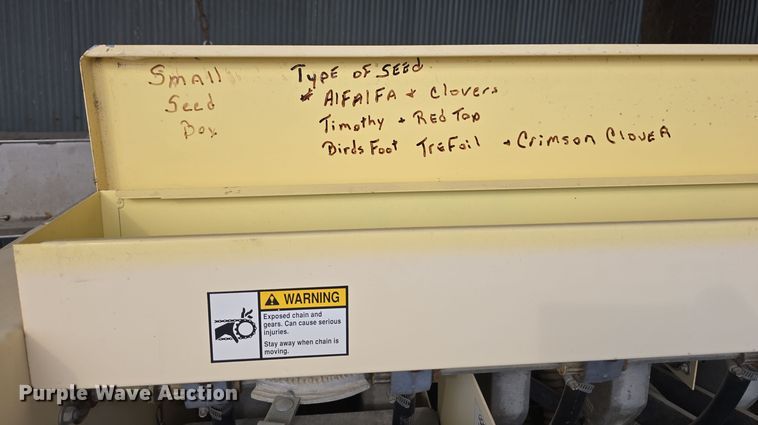 Small
Seed
Box
Type of SEED
* AlFAlFA + Clovers
Timothy + Red Top
Birds Foot TreFoil + Crimson Clover
WARNING
Exposed chain and
gears. Can cause serious
injuries.
Stay away when chain is
moving.
Purple Wave Auction